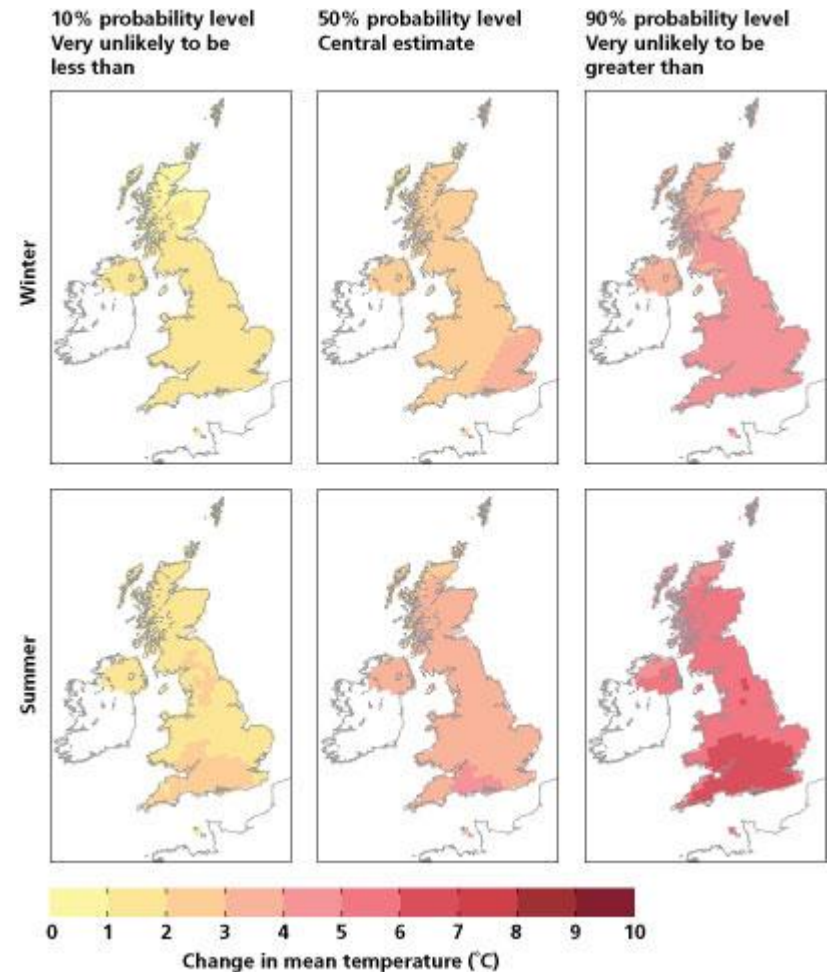 10% probability level
Very unlikely to be
less than
50% probability level
Central estimate
90% probability level
Very unlikely to be
greater than
Winter
Summer
0 1 2 3 4 5 6 7 8 9 10
Change in mean temperature (˚C)